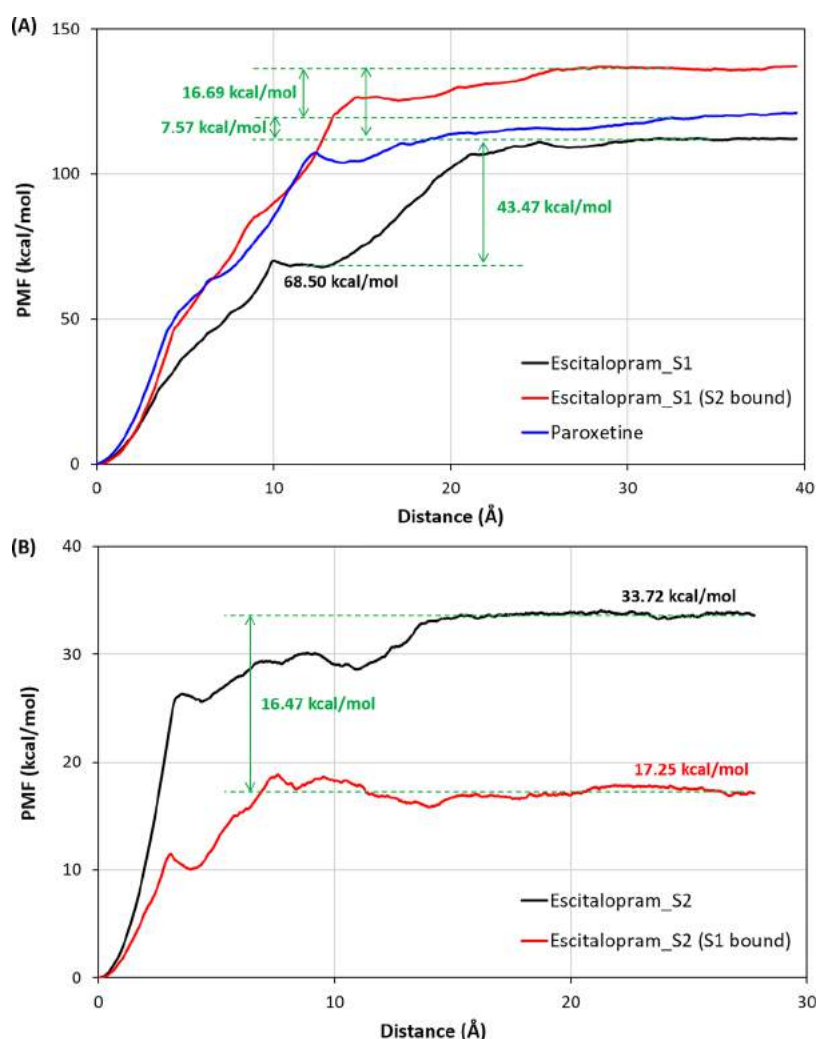 (A)
150
100
50
0
PMF (kcal/mol)
16.69 kcal/mol
7.57 kcal/mol
43.47 kcal/mol
68.50 kcal/mol
Escitalopram_S1
Escitalopram_S1 (S2 bound)
Paroxetine
0
10
20
30
40
Distance (Å)
(B)
40
30
20
10
0
PMF (kcal/mol)
33.72 kcal/mol
16.47 kcal/mol
17.25 kcal/mol
Escitalopram_S2
Escitalopram_S2 (S1 bound)
0
10
20
30
Distance (Å)